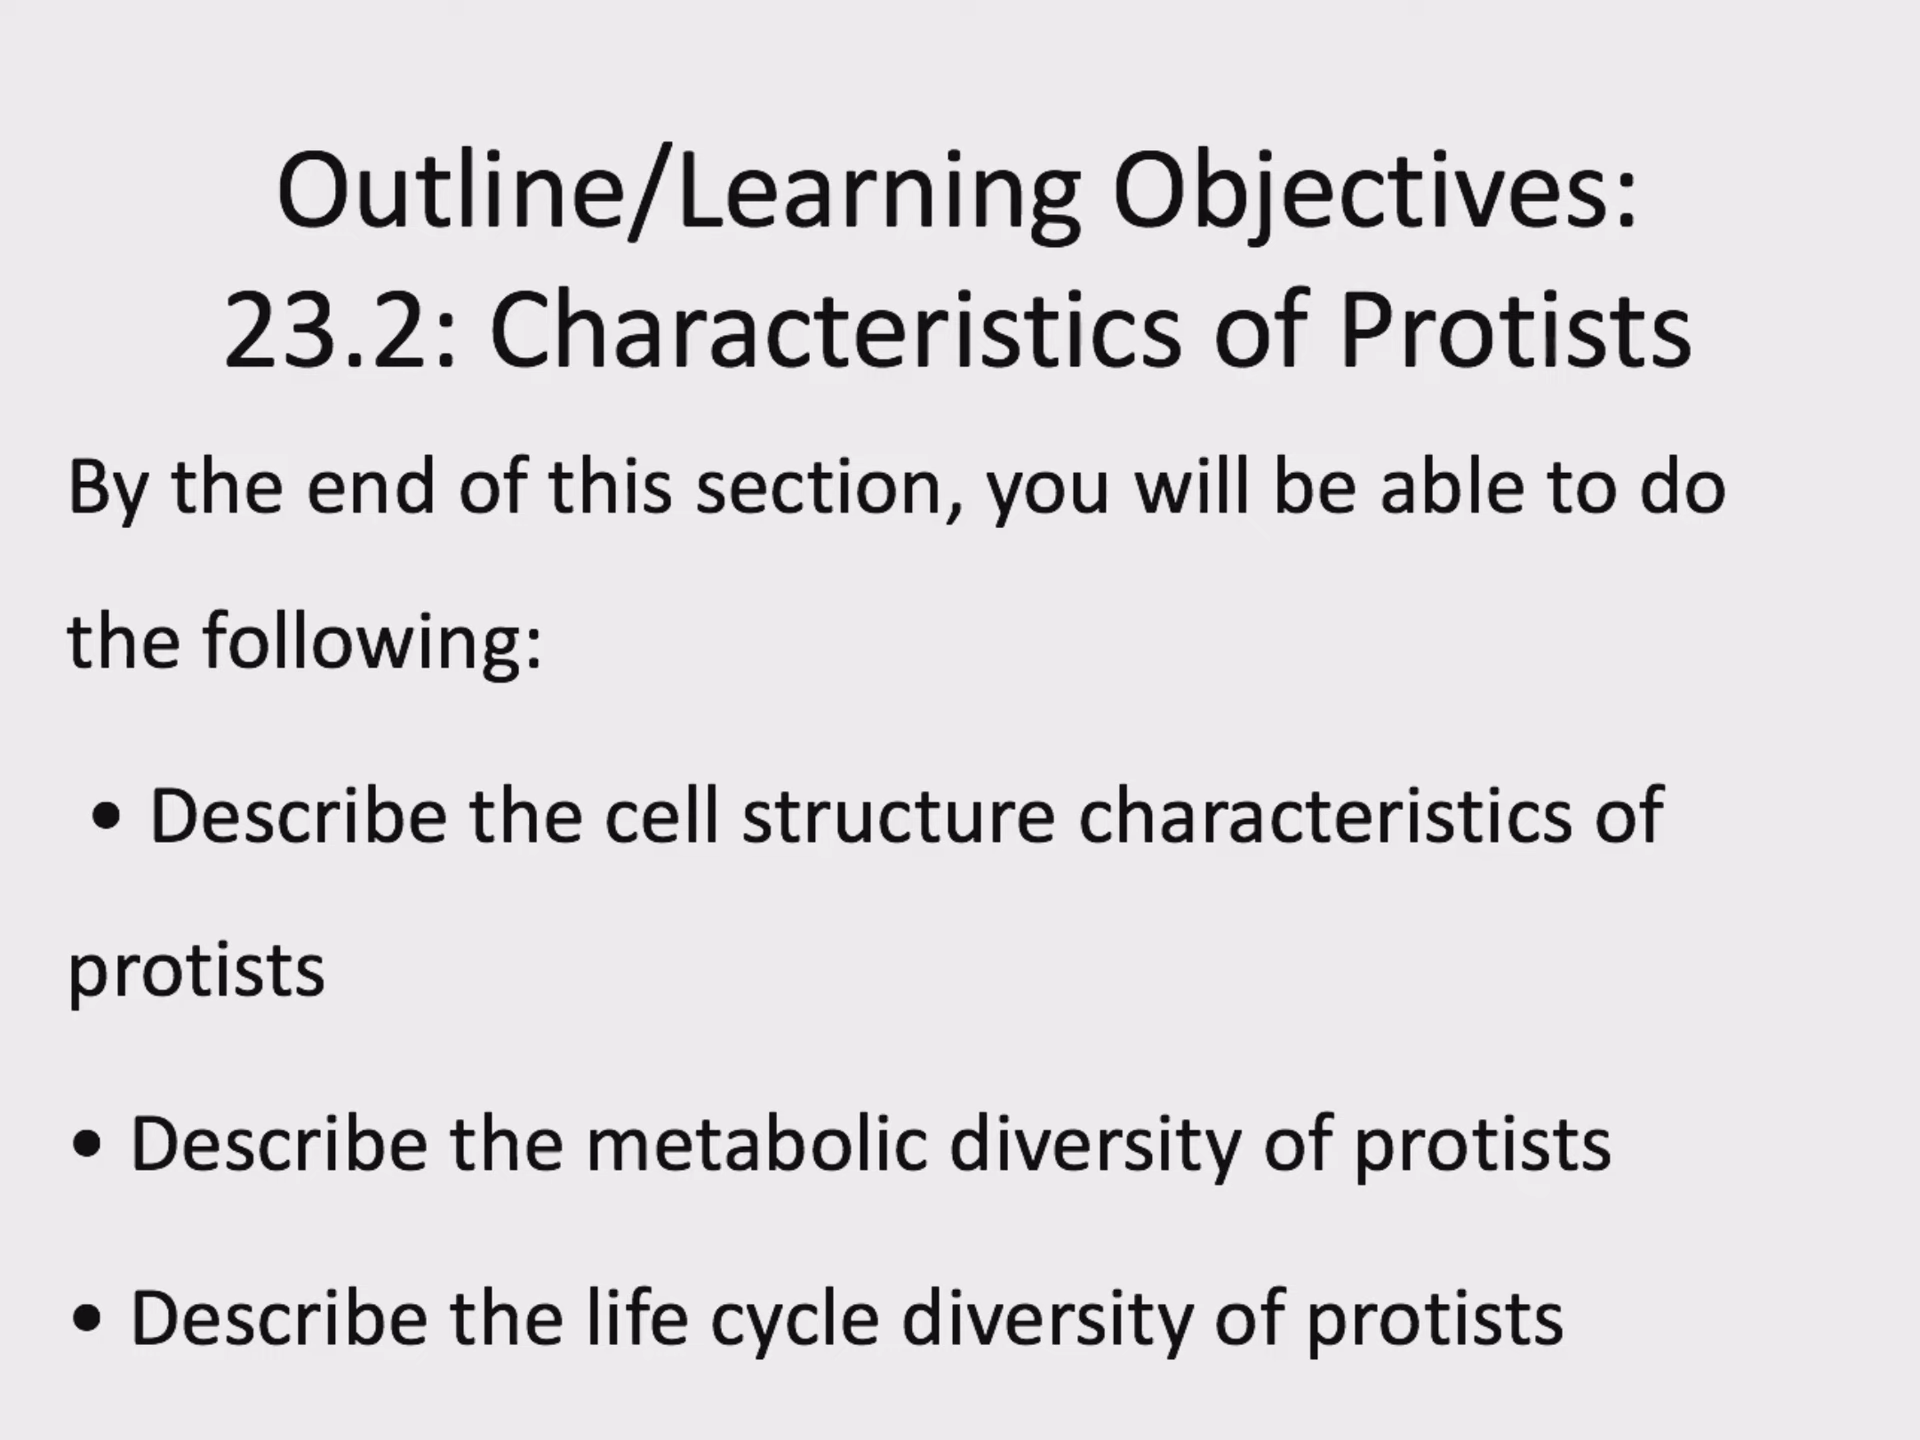 Outline/Learning Objectives:
23.2: Characteristics of Protists
By the end of this section, you will be able to do
the following:
• Describe the cell structure characteristics of
protists
• Describe the metabolic diversity of protists
• Describe the life cycle diversity of protists